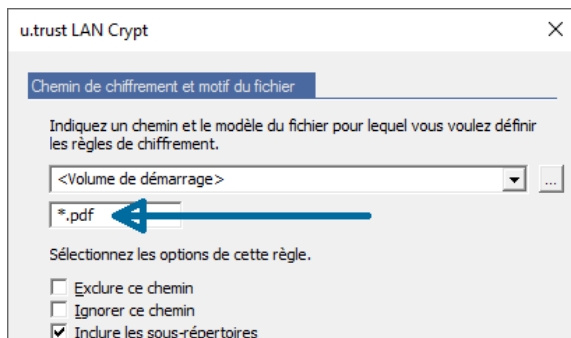 u.trust LAN Crypt
Chemin de chiffrement et motif du fichier
Indiquez un chemin et le modèle du fichier pour lequel vous voulez définir
les règles de chiffrement.
<Volume de démarrage>
...
*.pdf
Sélectionnez les options de cette règle.
Exclure ce chemin
Ignorer ce chemin
Inclure les sous-répertoires